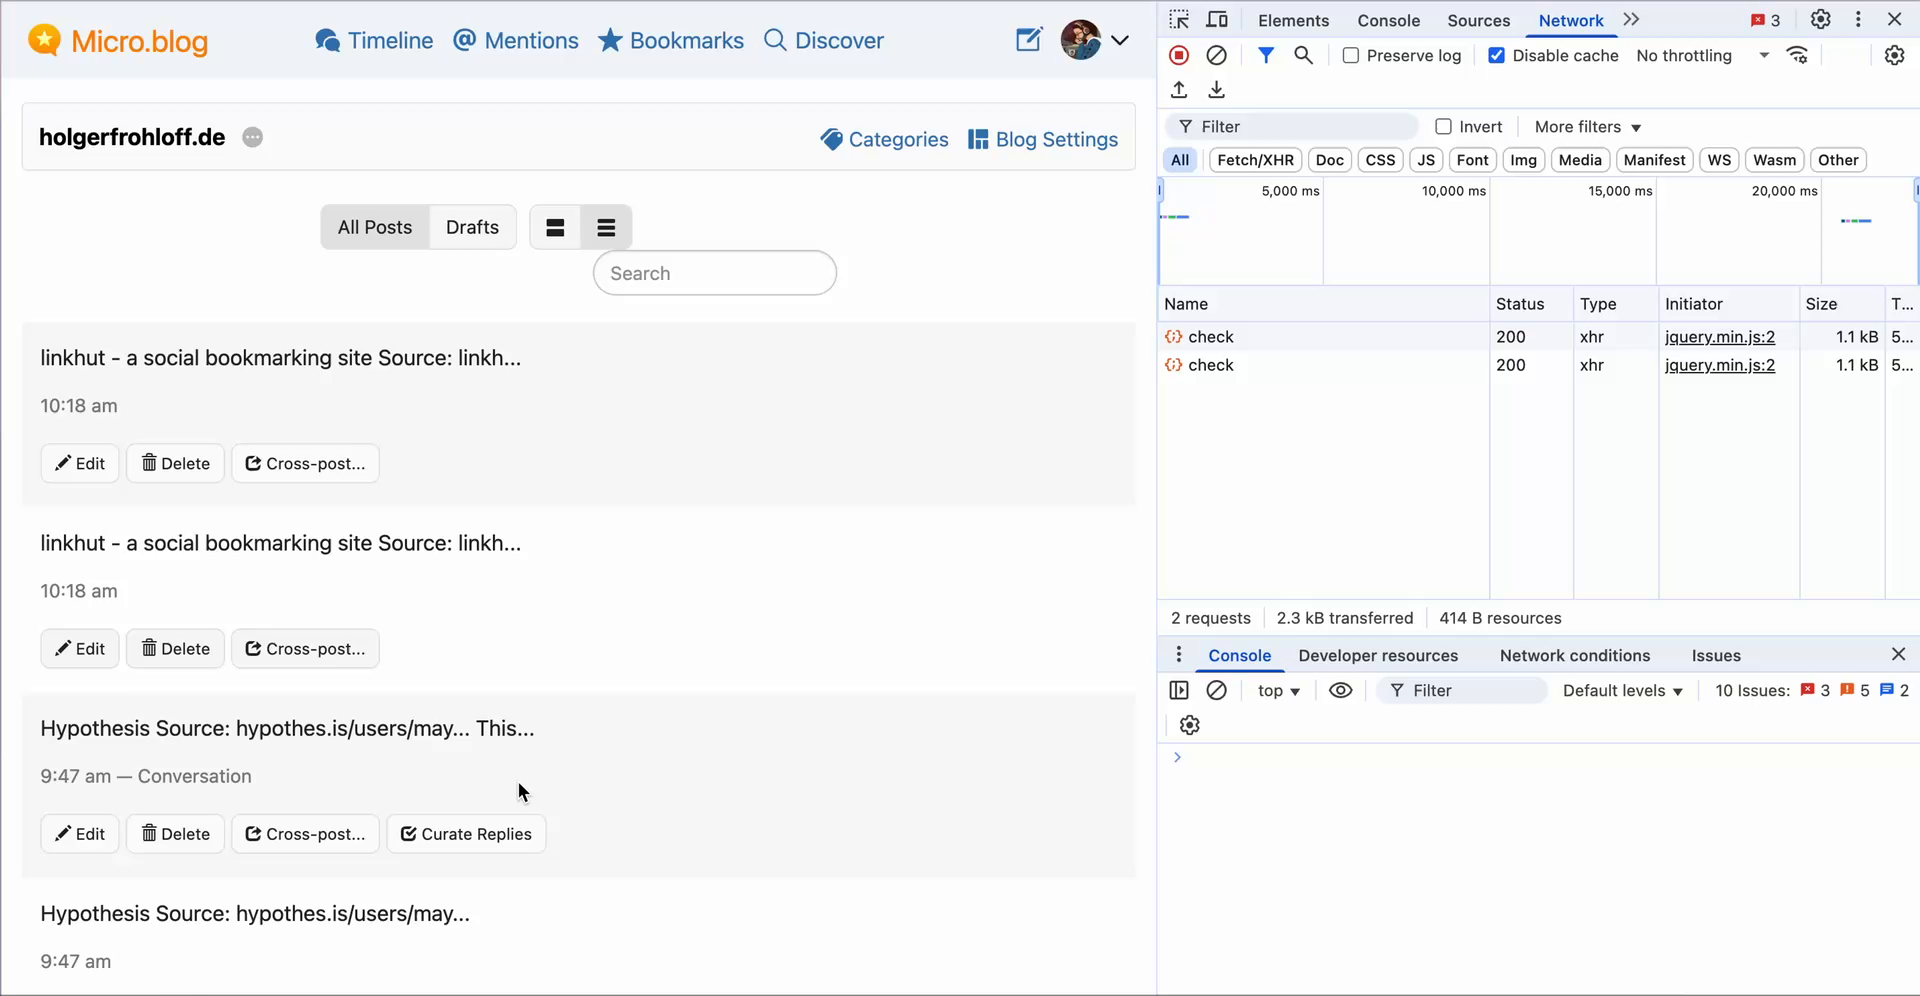 Micro.blog
Timeline
Mentions
Bookmarks
Discover
holgerfrohloff.de
Categories
Blog Settings
All Posts
Drafts
Search
linkhut - a social bookmarking site Source: linkh...
10:18 am
Edit
Delete
Cross-post...
linkhut - a social bookmarking site Source: linkh...
10:18 am
Edit
Delete
Cross-post...
Hypothesis Source: hypothes.is/users/may... This...
9:47 am — Conversation
Edit
Delete
Cross-post...
Curate Replies
Hypothesis Source: hypothes.is/users/may...
9:47 am
Elements
Console
Sources
Network
3
Preserve log
Disable cache
No throttling
Filter
Invert
More filters
All
Fetch/XHR
Doc
CSS
JS
Font
Img
Media
Manifest
WS
Wasm
Other
5,000 ms
10,000 ms
15,000 ms
20,000 ms
Name Status Type Initiator Size T...
check 200 xhr jquery.min.js:2 1.1 kB 5...
check 200 xhr jquery.min.js:2 1.1 kB 5...
2 requests
2.3 kB transferred
414 B resources
Console
Developer resources
Network conditions
Issues
top
Filter
Default levels
10 Issues: 3 5 2